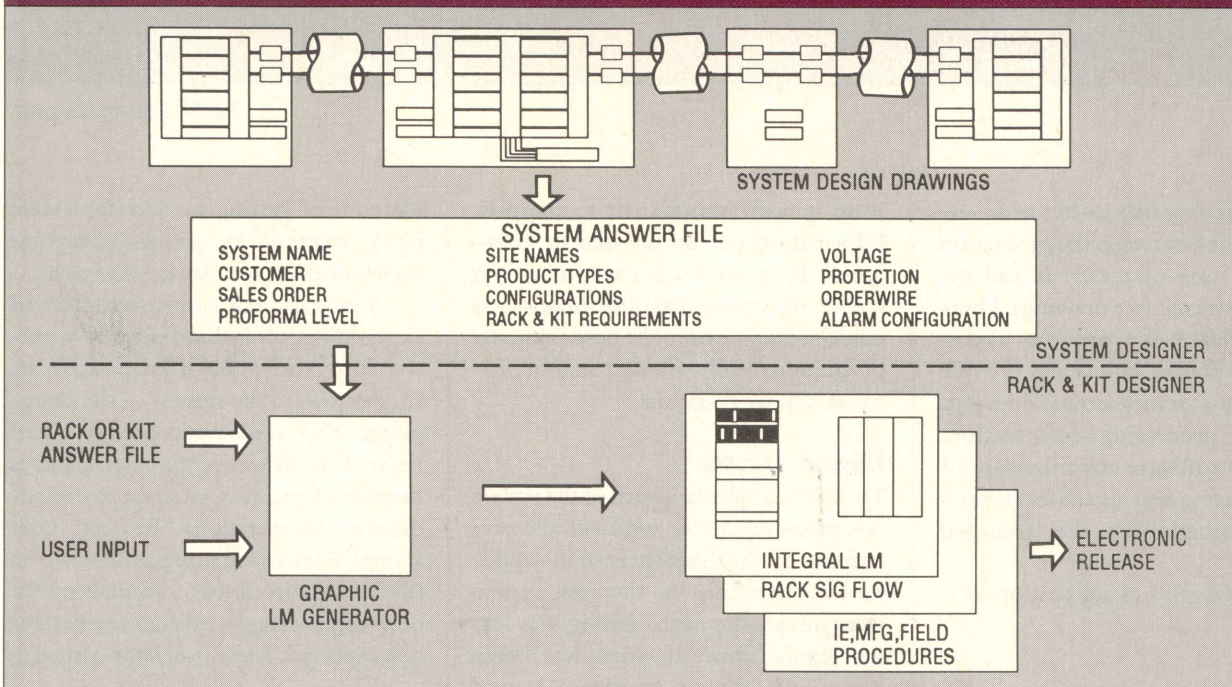 SYSTEM DESIGN DRAWINGS
SYSTEM ANSWER FILE
SYSTEM NAME
CUSTOMER
SALES ORDER
PROFORMA LEVEL
SITE NAMES
PRODUCT TYPES
CONFIGURATIONS
RACK & KIT REQUIREMENTS
VOLTAGE
PROTECTION
ORDERWIRE
ALARM CONFIGURATION
SYSTEM DESIGNER
RACK & KIT DESIGNER
RACK OR KIT
ANSWER FILE
USER INPUT
GRAPHIC
LM GENERATOR
INTEGRAL LM
RACK SIG FLOW
IE,MFG,FIELD
PROCEDURES
ELECTRONIC
RELEASE